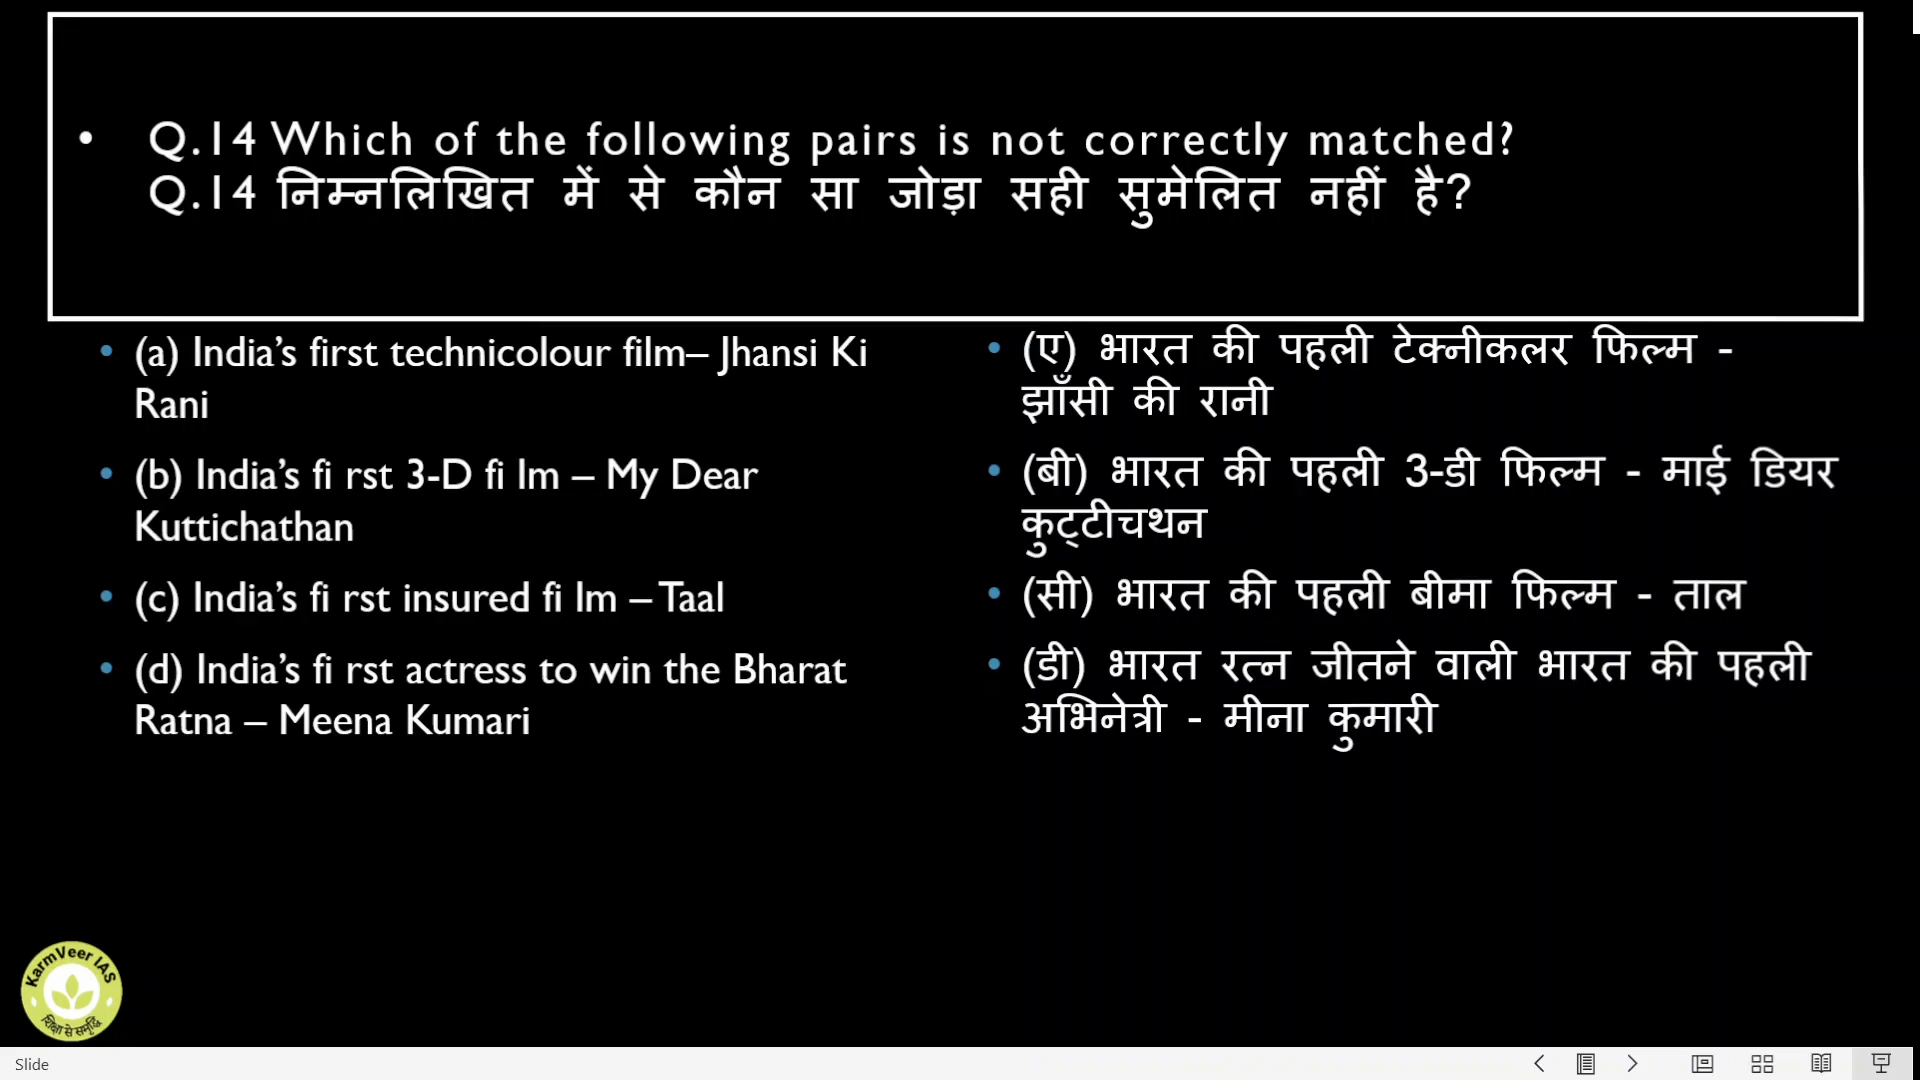 • Q.14 Which of the following pairs is not correctly matched?
Q.14 निम्नलिखित में से कौन सा जोड़ा सही सुमेलित नहीं है?
• (a) India’s first technicolour film– Jhansi Ki
Rani
• (b) India’s fi rst 3-D fi lm – My Dear
Kuttichathan
• (c) India’s fi rst insured fi lm – Taal
• (d) India’s fi rst actress to win the Bharat
Ratna – Meena Kumari
• (ए) भारत की पहली टेक्नीकलर फिल्म -
झाँसी की रानी
• (बी) भारत की पहली 3-डी फिल्म - माई डियर
कुट्टीचथन
• (सी) भारत की पहली बीमा फिल्म - ताल
• (डी) भारत रत्न जीतने वाली भारत की पहली
अभिनेत्री - मीना कुमारी
KarmVeer IAS
शिक्षा से समृद्धि
Slide